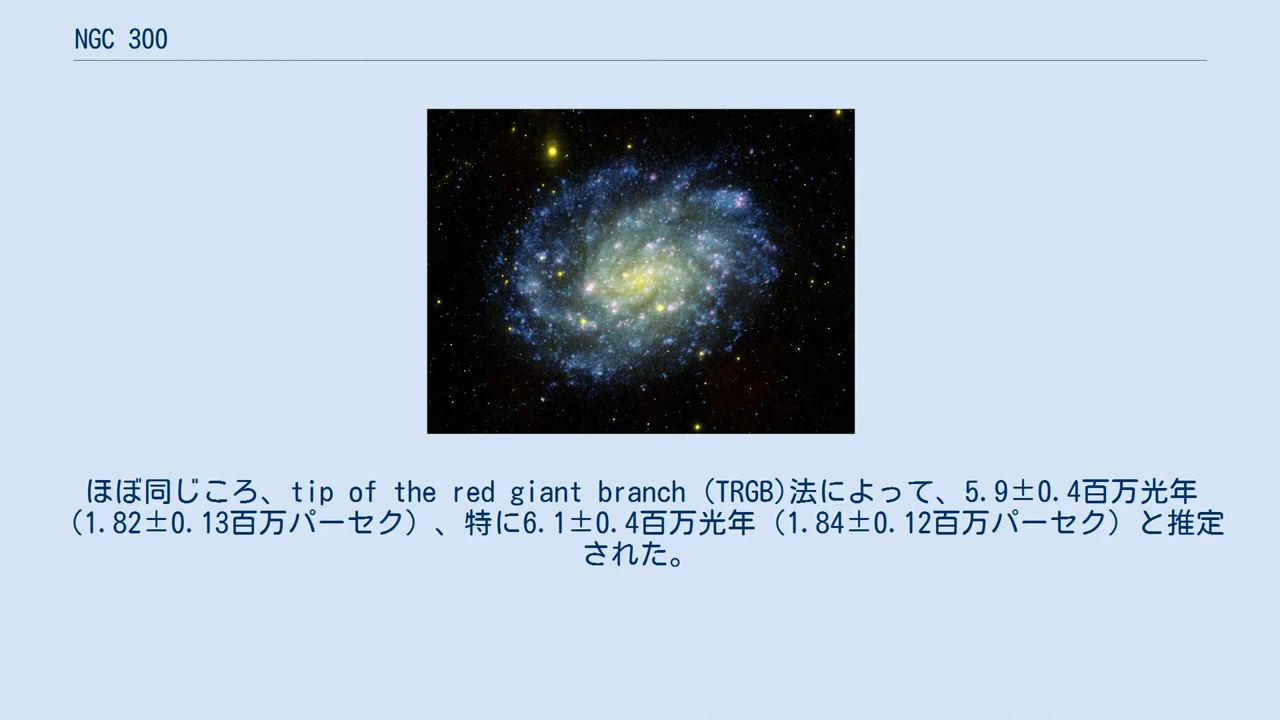 NGC 300
ほぼ同じころ、tip of the red giant branch (TRGB)法によって、5.9±0.4百万光年
(1.82±0.13百万パーセク）、特に6.1±0.4百万光年（1.84±0.12百万パーセク）と推定
された。